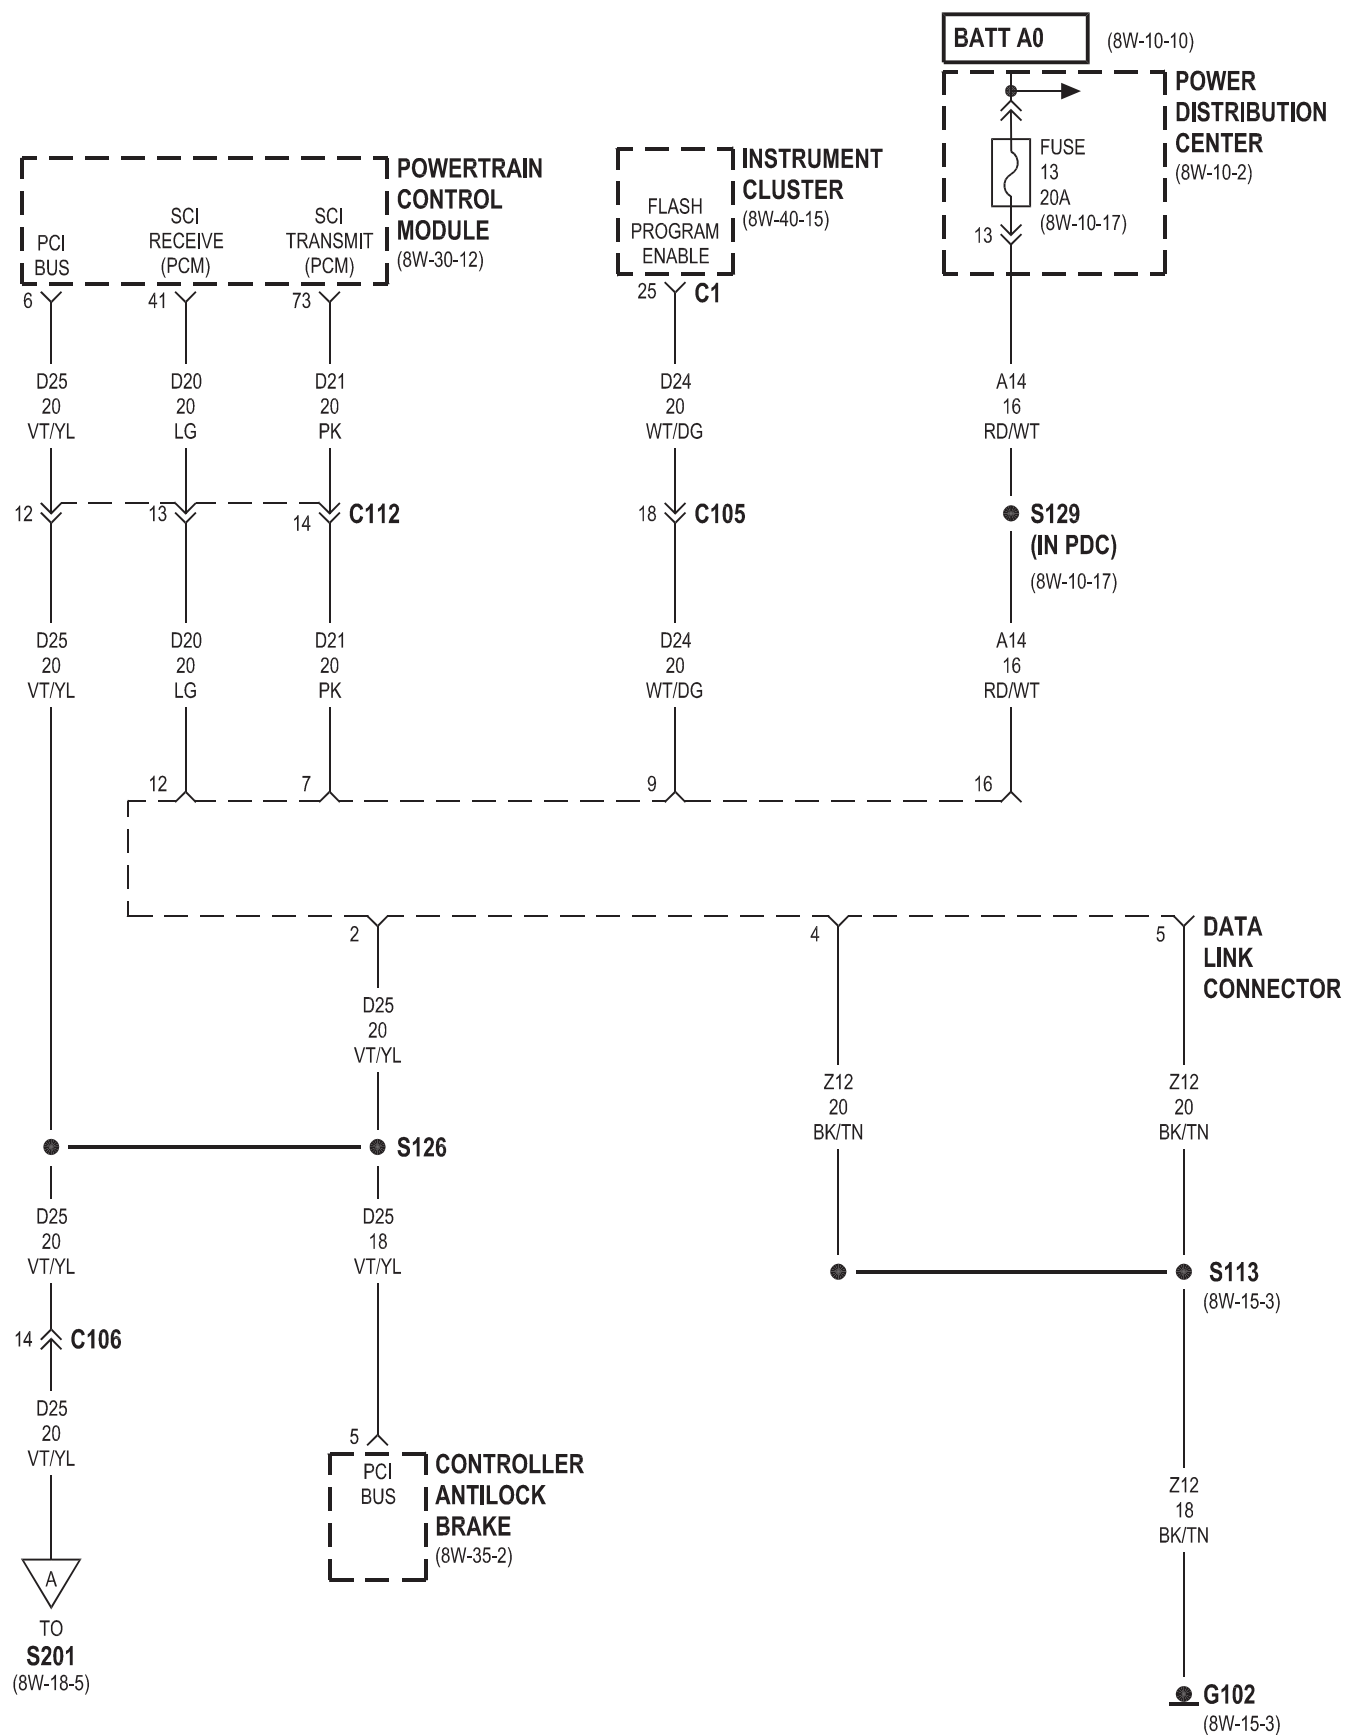 BATT A0
(8W-10-10)
POWER
DISTRIBUTION
CENTER
(8W-10-2)
FUSE
13
20A
(8W-10-17)
13
POWERTRAIN
CONTROL
MODULE
(8W-30-12)
PCI
BUS
SCI
RECEIVE
(PCM)
SCI
TRANSMIT
(PCM)
INSTRUMENT
CLUSTER
(8W-40-15)
FLASH
PROGRAM
ENABLE
6
41
73
25
C1
D25
20
VT/YL
D20
20
LG
D21
20
PK
D24
20
WT/DG
A14
16
RD/WT
12
13
14
C112
18
C105
S129
(IN PDC)
(8W-10-17)
D25
20
VT/YL
D20
20
LG
D21
20
PK
D24
20
WT/DG
A14
16
RD/WT
12
7
9
16
2
4
5
DATA
LINK
CONNECTOR
D25
20
VT/YL
Z12
20
BK/TN
Z12
20
BK/TN
S126
D25
20
VT/YL
D25
18
VT/YL
S113
(8W-15-3)
14
C106
D25
20
VT/YL
5
PCI
BUS
CONTROLLER
ANTILOCK
BRAKE
(8W-35-2)
Z12
18
BK/TN
A
TO
S201
(8W-18-5)
G102
(8W-15-3)